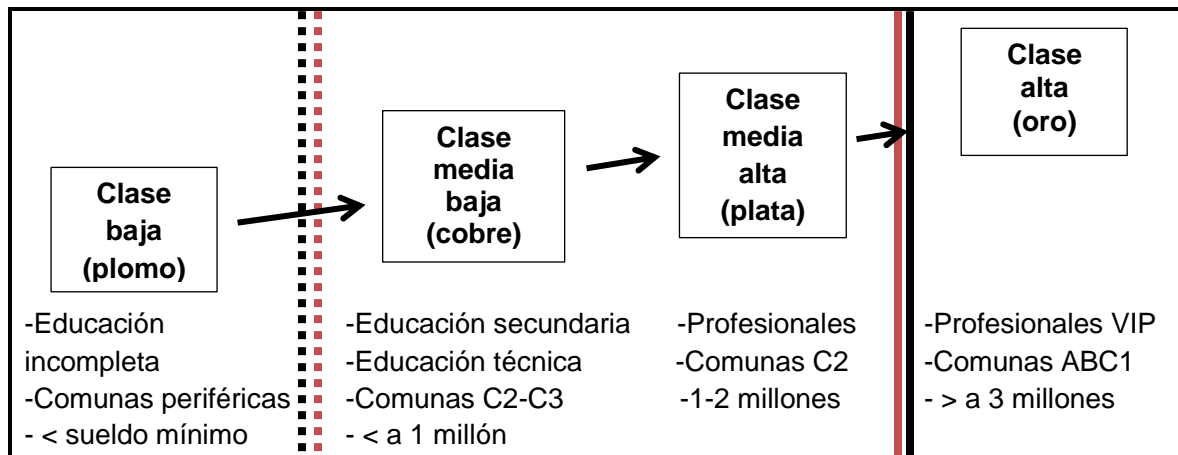 Clase
baja
(plomo)
-Educación
incompleta
-Comunas periféricas
- < sueldo mínimo
Clase
media
baja
(cobre)
-Educación secundaria
-Educación técnica
-Comunas C2-C3
- < a 1 millón
Clase
media
alta
(plata)
-Profesionales
-Comunas C2
-1-2 millones
Clase
alta
(oro)
-Profesionales VIP
-Comunas ABC1
- > a 3 millones